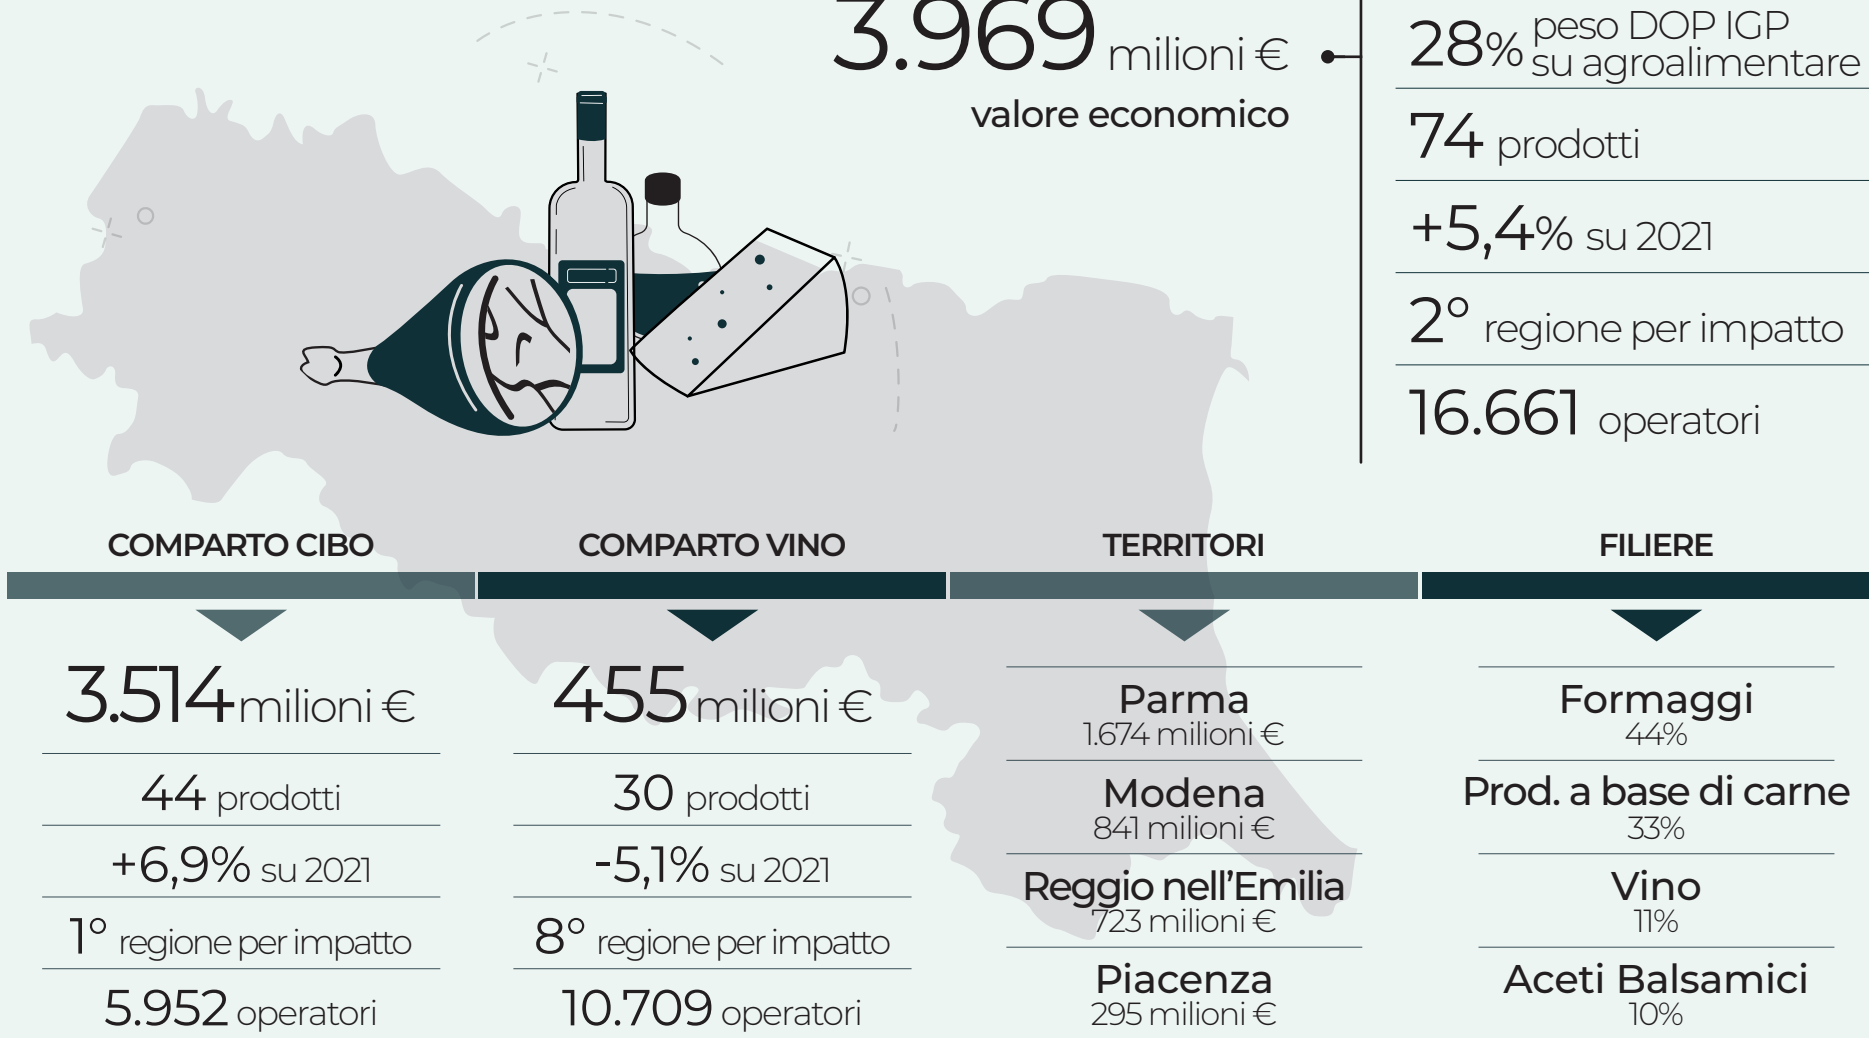 3.969 milioni €
valore economico
28% peso DOP IGP
su agroalimentare
74 prodotti
+5,4% su 2021
2° regione per impatto
16.661 operatori
COMPARTO CIBO
3.514 milioni €
44 prodotti
+6,9% su 2021
1° regione per impatto
5.952 operatori
COMPARTO VINO
455 milioni €
30 prodotti
-5,1% su 2021
8° regione per impatto
10.709 operatori
TERRITORI
Parma
1.674 milioni €
Modena
841 milioni €
Reggio nell'Emilia
723 milioni €
Piacenza
295 milioni €
FILIERE
Formaggi
44%
Prod. a base di carne
33%
Vino
11%
Aceti Balsamici
10%